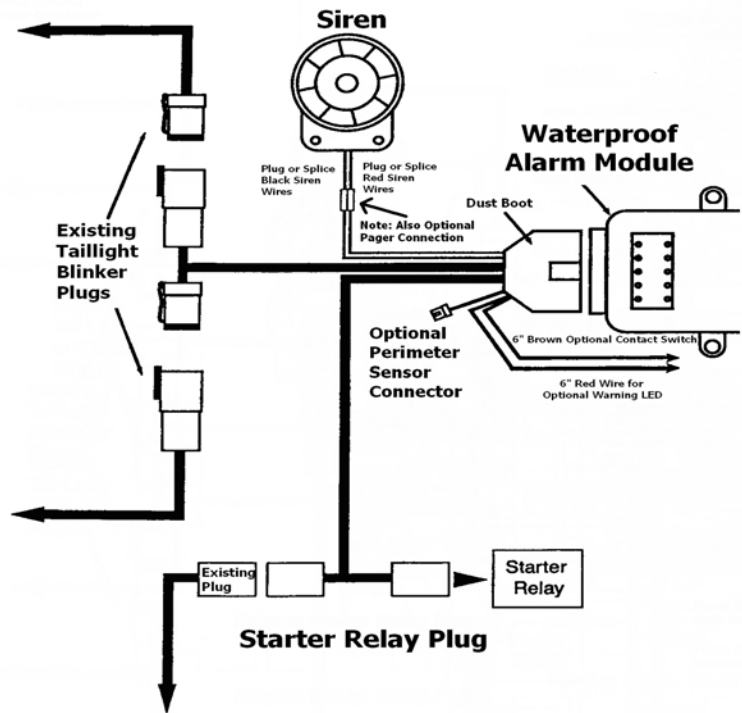 Siren
Waterproof
Alarm Module
Plug or Splice
Black Siren
Wires
Plug or Splice
Red Siren
Wires
Dust Boot
Note: Also Optional
Pager Connection
Existing
Taillight
Blinker
Plugs
Optional
Perimeter
Sensor
Connector
6" Brown Optional Contact Switch
6" Red Wire for
Optional Warning LED
Existing
Plug
Starter
Relay
Starter Relay Plug